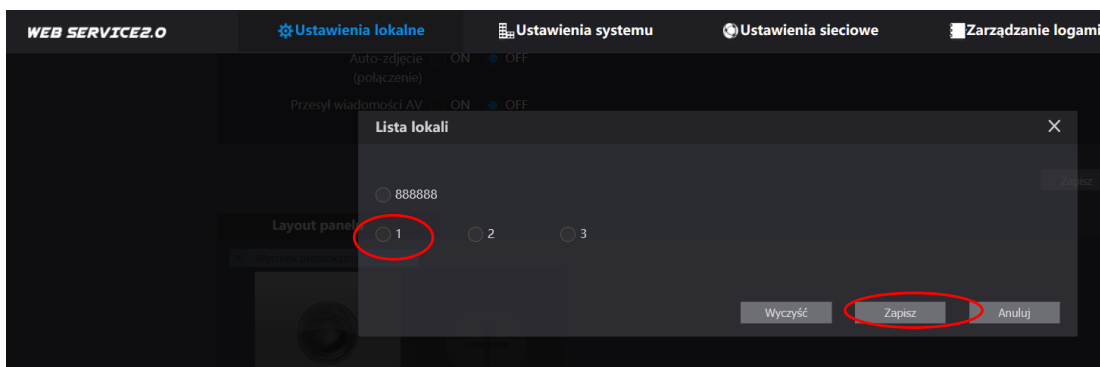 WEB SERVICE2.0 Ustawienia lokalne Ustawienia systemu Ustawienia sieciowe Zarządzanie logami
Auto-zdjęcie ON OFF
(połączenie)
Przesył wiadomości AV ON OFF
Lista lokali
888888
Zapisz
Layout panel
1 2 3
Wyczyść Zapisz Anuluj